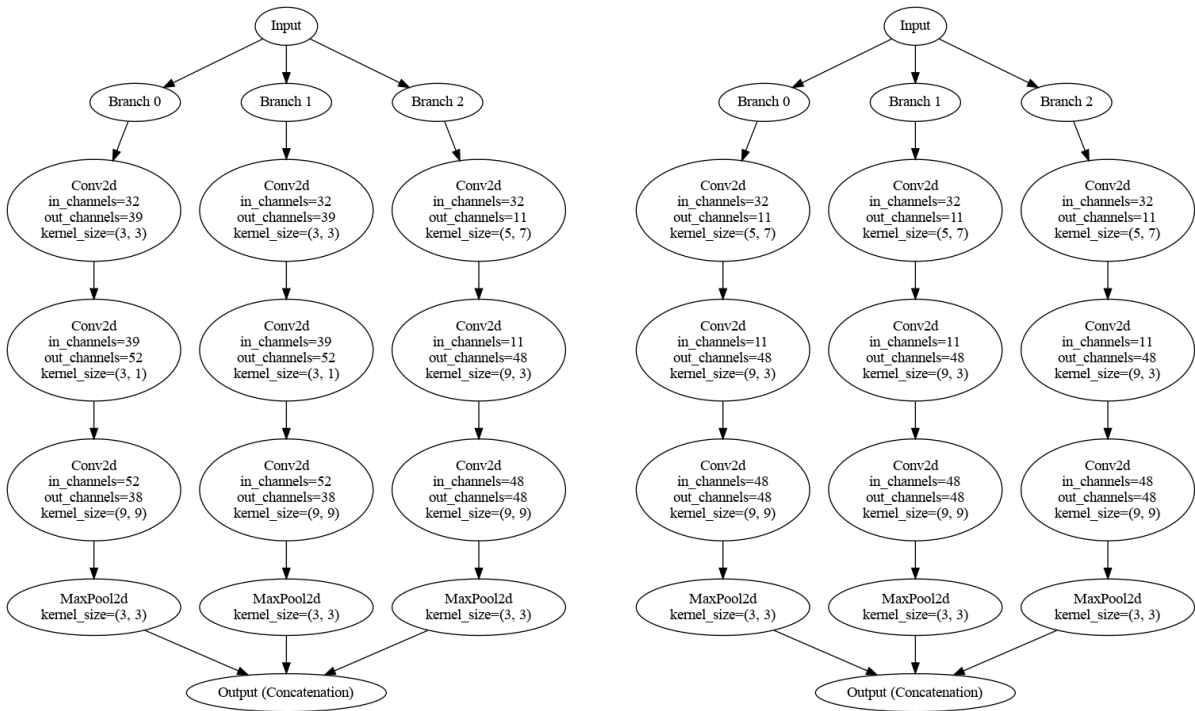 Input
Branch 0
Branch 1
Branch 2
Conv2d
in_channels=32
out_channels=39
kernel_size=(3, 3)
Conv2d
in_channels=32
out_channels=39
kernel_size=(3, 3)
Conv2d
in_channels=32
out_channels=11
kernel_size=(5, 7)
Conv2d
in_channels=39
out_channels=52
kernel_size=(3, 1)
Conv2d
in_channels=39
out_channels=52
kernel_size=(3, 1)
Conv2d
in_channels=11
out_channels=48
kernel_size=(9, 3)
Conv2d
in_channels=52
out_channels=38
kernel_size=(9, 9)
Conv2d
in_channels=52
out_channels=38
kernel_size=(9, 9)
Conv2d
in_channels=48
out_channels=48
kernel_size=(9, 9)
MaxPool2d
kernel_size=(3, 3)
MaxPool2d
kernel_size=(3, 3)
MaxPool2d
kernel_size=(3, 3)
Output (Concatenation)
Input
Branch 0
Branch 1
Branch 2
Conv2d
in_channels=32
out_channels=11
kernel_size=(5, 7)
Conv2d
in_channels=32
out_channels=11
kernel_size=(5, 7)
Conv2d
in_channels=32
out_channels=11
kernel_size=(5, 7)
Conv2d
in_channels=11
out_channels=48
kernel_size=(9, 3)
Conv2d
in_channels=11
out_channels=48
kernel_size=(9, 3)
Conv2d
in_channels=11
out_channels=48
kernel_size=(9, 3)
Conv2d
in_channels=48
out_channels=48
kernel_size=(9, 9)
Conv2d
in_channels=48
out_channels=48
kernel_size=(9, 9)
Conv2d
in_channels=48
out_channels=48
kernel_size=(9, 9)
MaxPool2d
kernel_size=(3, 3)
MaxPool2d
kernel_size=(3, 3)
MaxPool2d
kernel_size=(3, 3)
Output (Concatenation)